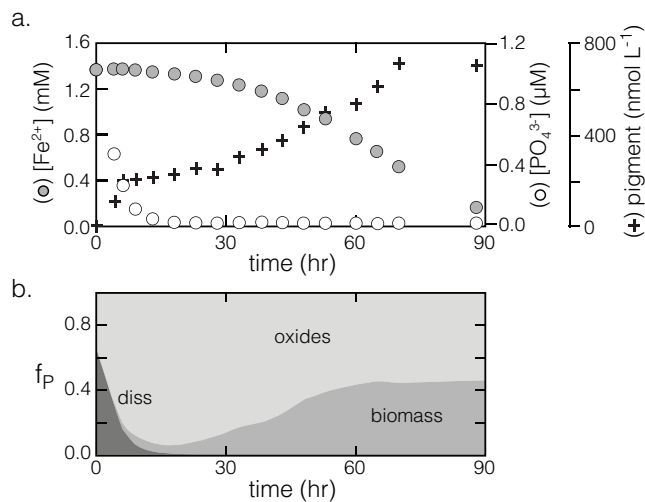 a.
1.6
1.2
0.8
0.4
0.0
(o) [Fe²⁺] (mM)
0
30
60
90
time (hr)
1.2
0.8
0.4
0.0
(o) [PO₄³⁻] (µM)
800
400
0
(+) pigment (nmol L⁻¹)
b.
0.8
0.4
0.0
fₚ
oxides
diss
biomass
0
30
60
90
time (hr)